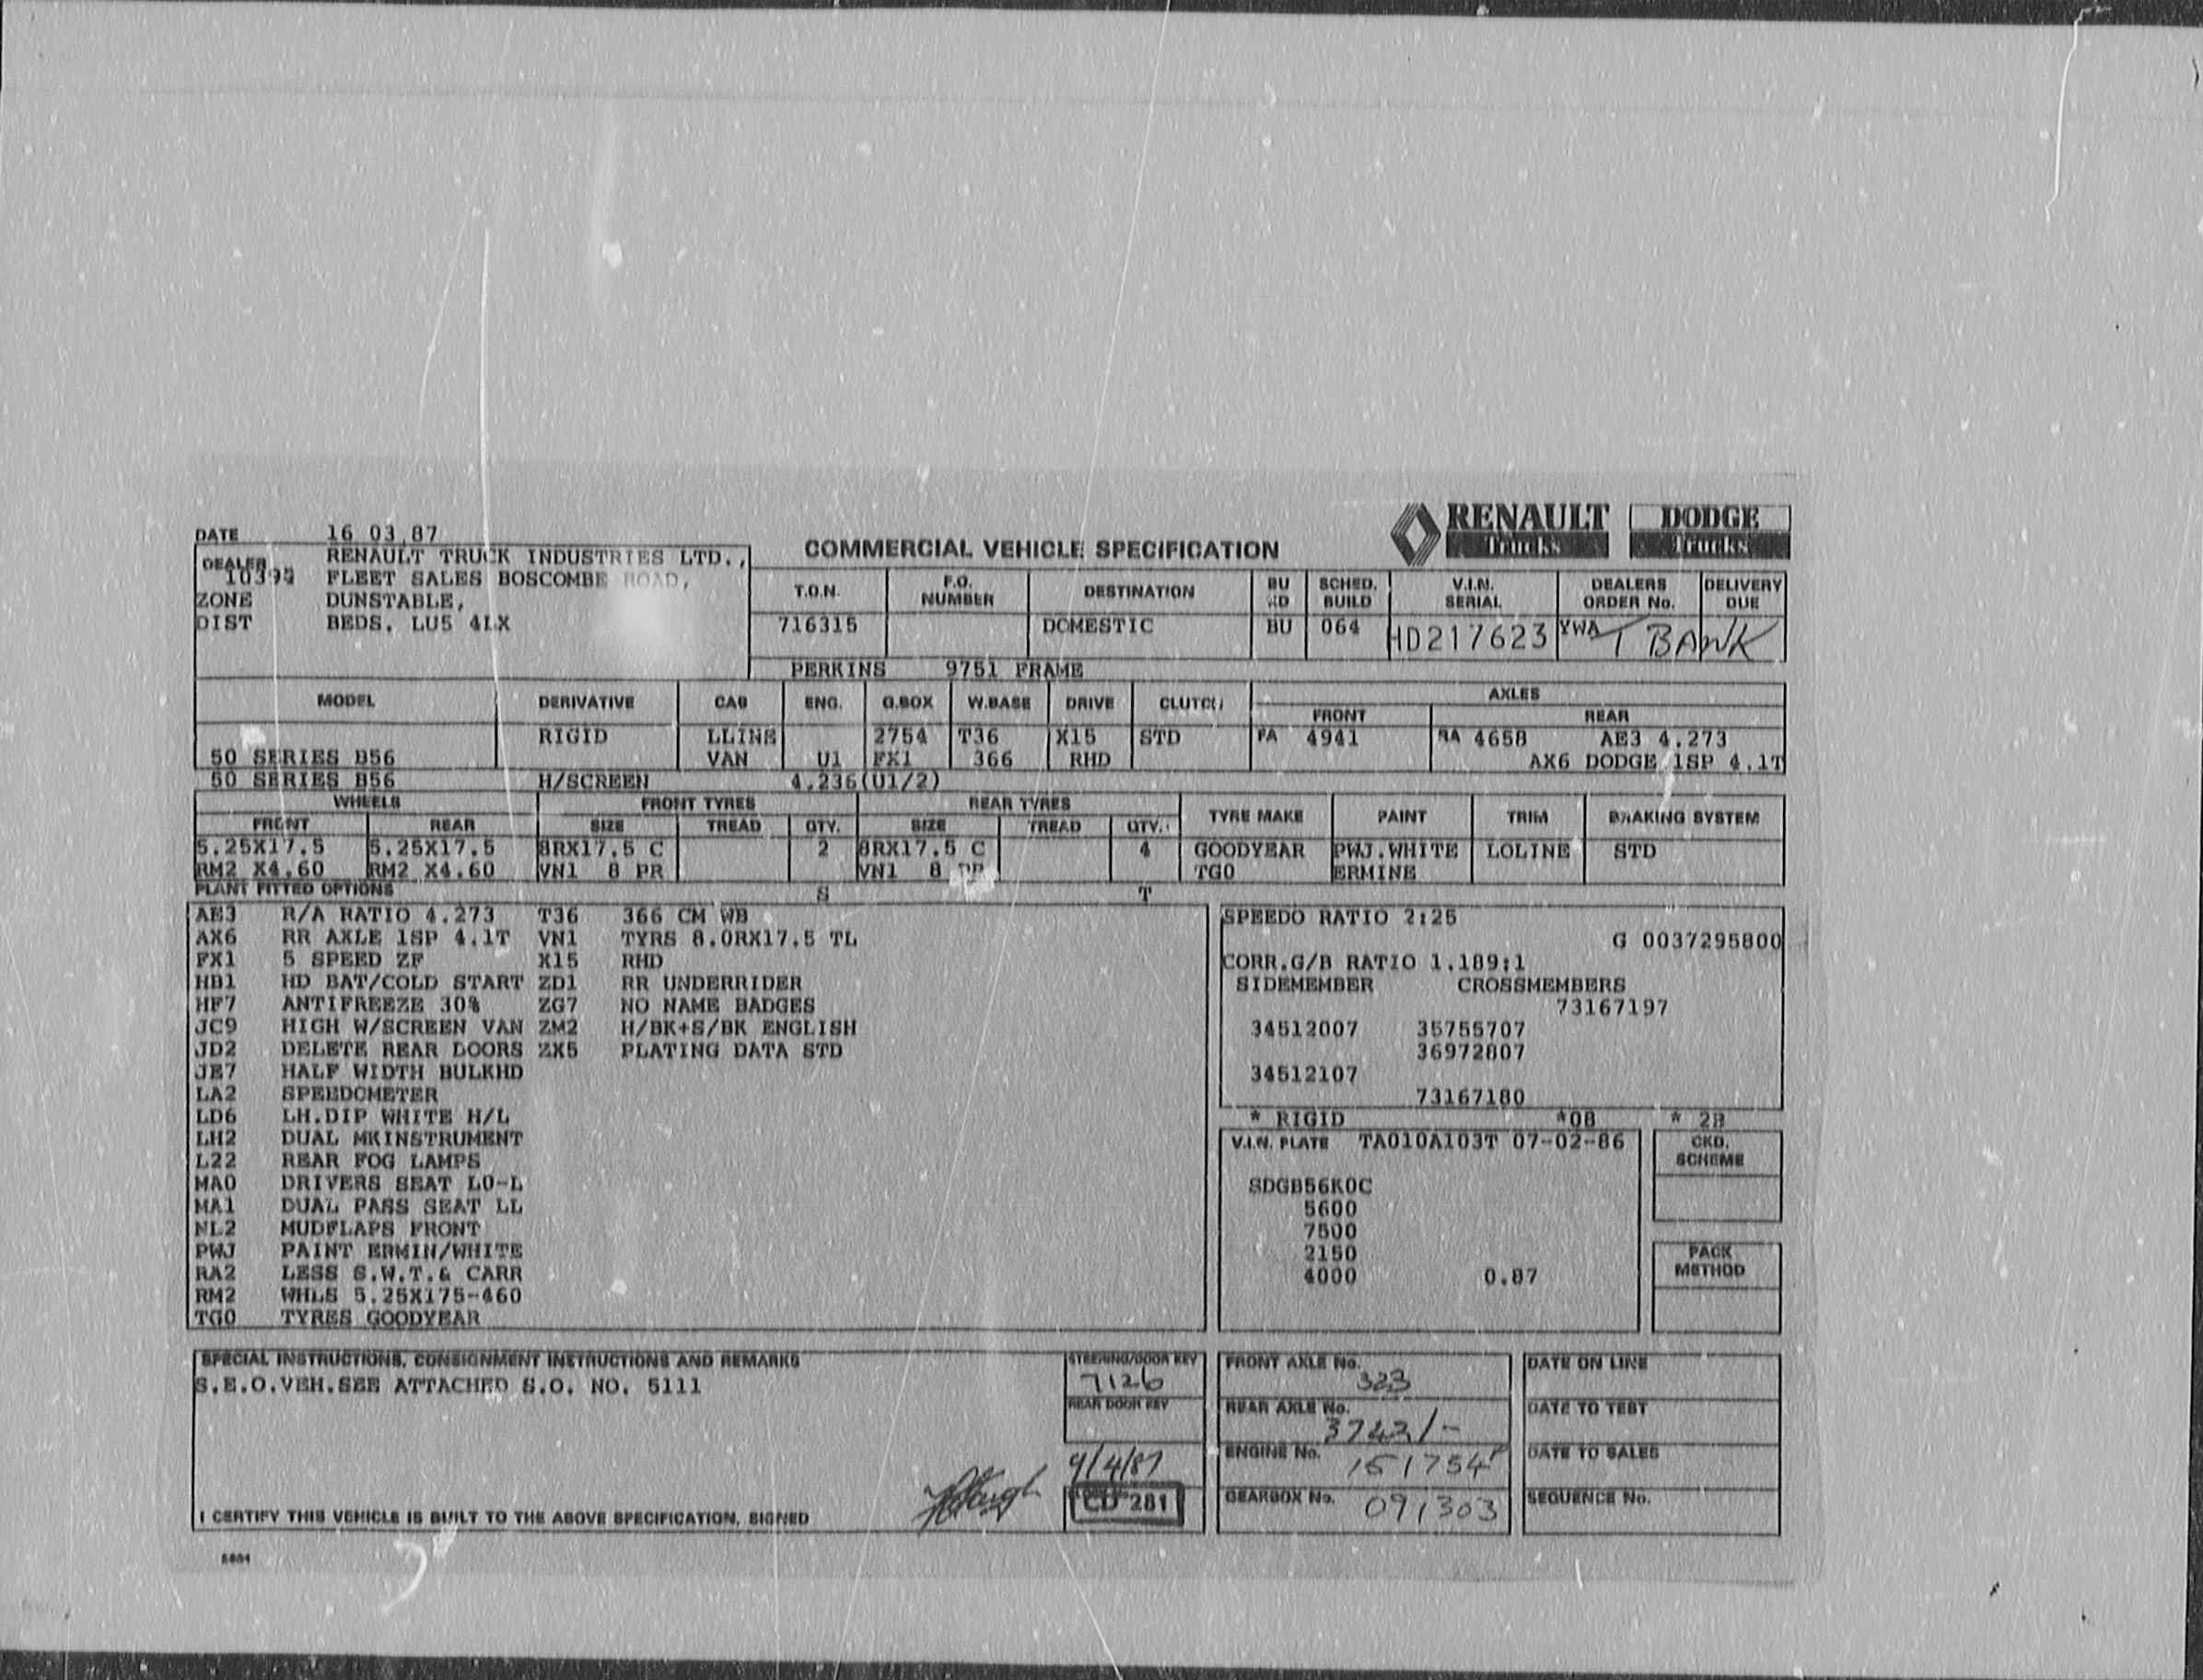 RENAULT Trucks DODGE Trucks
DATE 16 03 87
COMMERCIAL VEHICLE SPECIFICATION
DEALER RENAULT TRUCK INDUSTRIES LTD.,
FLEET SALES BOSCOMBE ROAD,
ZONE DUNSTABLE,
DIST BEDS. LU5 4LX
T.O.N. F.O. NUMBER DESTINATION BU SCHED. BUILD V.I.N. SERIAL DEALERS ORDER No. DELIVERY DUE
716315 DOMESTIC BU 064 HD217623 YWA T BANK
PERKINS 9751 FRAME
MODEL DERIVATIVE CAB ENG. G.BOX W.BASE DRIVE CLUTCH AXLES
FRONT REAR
RIGID LLINE 2754 T36 X15 STD FA 4941 RA 4658 AE3 4.273
50 SERIES B56 VAN U1 FX1 366 RHD AX6 DODGE 1SP 4.1T
50 SERIES B56 H/SCREEN 4.236(U1/2)
WHEELS FRONT TYRES REAR TYRES TYRE MAKE PAINT TRIM BRAKING SYSTEM
FRONT REAR SIZE TREAD QTY. SIZE TREAD QTY.
5.25X17.5 5.25X17.5 8RX17.5 C 2 8RX17.5 C 4 GOODYEAR PWJ.WHITE LOLINE STD
RM2 X4.60 RM2 X4.60 VN1 8 PR VN1 8 PR TG0 ERMINE
PLANT FITTED OPTIONS S T
AE3 R/A RATIO 4.273 T36 366 CM WB
AX6 RR AXLE 1SP 4.1T VN1 TYRS 8.0RX17.5 TL
FX1 5 SPEED ZF X15 RHD
HB1 HD BAT/COLD START ZD1 RR UNDERRIDER
HF7 ANTIFREEZE 30% ZG7 NO NAME BADGES
JC9 HIGH W/SCREEN VAN ZM2 H/BK+S/BK ENGLISH
JD2 DELETE REAR DOORS ZX5 PLATING DATA STD
JE7 HALF WIDTH BULKHD
LA2 SPEEDOMETER
LD6 LH.DIP WHITE H/L
LH2 DUAL MKINSTRUMENT
L22 REAR FOG LAMPS
MA0 DRIVERS SEAT LO-L
MA1 DUAL PASS SEAT LL
NL2 MUDFLAPS FRONT
PWJ PAINT ERMIN/WHITE
RA2 LESS S.W.T.& CARR
RM2 WHLS 5.25X175-460
TG0 TYRES GOODYEAR
SPEEDO RATIO 2:25
G 0037295800
CORR.G/B RATIO 1.189:1
SIDEMEMBER CROSSMEMBERS
73167197
34512007 35755707
36972807
34512107
73167180
* RIGID *08 * 2B
V.I.N. PLATE TA010A103T 07-02-86
SDGB56K0C
5600
7500
2150
4000 0.87
CKD. SCHEME
PACK METHOD
SPECIAL INSTRUCTIONS, CONSIGNMENT INSTRUCTIONS AND REMARKS
S.E.O.VEH.SEE ATTACHED S.O. NO. 5111
I CERTIFY THIS VEHICLE IS BUILT TO THE ABOVE SPECIFICATION, SIGNED
STEERING/DOOR KEY
7126
REAR DOOR KEY
9/4/87
CD 281
FRONT AXLE No. 323
REAR AXLE No. 3742/-
ENGINE No. 151754P
GEARBOX No. 091303
DATE ON LINE
DATE TO TEST
DATE TO SALES
SEQUENCE No.